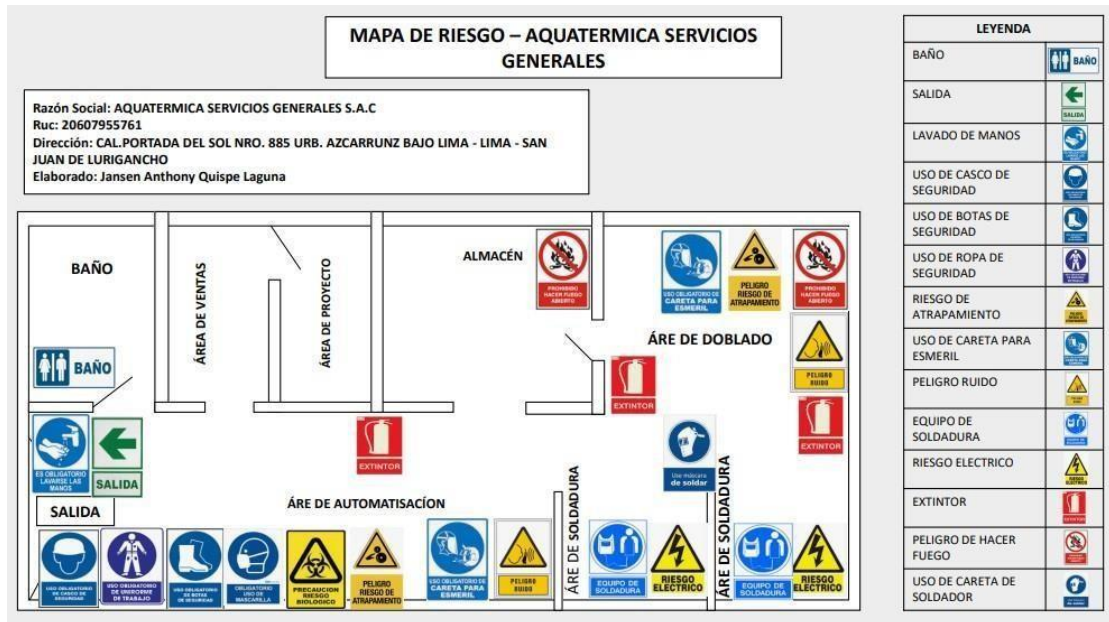 MAPA DE RIESGO – AQUATERMICA SERVICIOS
GENERALES
Razón Social: AQUATERMICA SERVICIOS GENERALES S.A.C
Ruc: 20607955761
Dirección: CAL.PORTADA DEL SOL NRO. 885 URB. AZCARRUNZ BAJO LIMA - LIMA - SAN
JUAN DE LURIGANCHO
Elaborado: Jansen Anthony Quispe Laguna
BAÑO
ÁREA DE VENTAS
ÁREA DE PROYECTO
ALMACÉN
PROHIBIDO
HACER FUEGO
ABIERTO
USO OBLIGATORIO DE
CARETA PARA
ESMERIL
PELIGRO
RIESGO DE
ATRAPAMIENTO
PROHIBIDO
HACER FUEGO
ABIERTO
ÁRE DE DOBLADO
PELIGRO
RUIDO
BAÑO
EXTINTOR
EXTINTOR
EXTINTOR
ES OBLIGATORIO
LAVARSE LAS
MANOS
SALIDA
Use máscara
de soldar
SALIDA
ÁRE DE AUTOMATISACÍON
ÁRE DE SOLDADURA
ÁRE DE SOLDADURA
USO OBLIGATORIO
DE CASCO DE
SEGURIDAD
USO OBLIGATORIO
DE UNIFORME
DE TRABAJO
USO OBLIGATORIO
DE BOTAS
DE SEGURIDAD
OBLIGATORIO
USO DE
MASCARILLA
PRECAUCION
RIESGO
BIOLOGICO
PELIGRO
RIESGO DE
ATRAPAMIENTO
USO OBLIGATORIO DE
CARETA PARA
ESMERIL
PELIGRO
RUIDO
EQUIPO DE
SOLDADURA
RIESGO
ELÉCTRICO
EQUIPO DE
SOLDADURA
RIESGO
ELÉCTRICO
LEYENDA
BAÑO
BAÑO
SALIDA
SALIDA
LAVADO DE MANOS
USO DE CASCO DE
SEGURIDAD
USO DE BOTAS DE
SEGURIDAD
USO DE ROPA DE
SEGURIDAD
RIESGO DE
ATRAPAMIENTO
USO DE CARETA PARA
ESMERIL
PELIGRO RUIDO
EQUIPO DE
SOLDADURA
RIESGO ELECTRICO
EXTINTOR
PELIGRO DE HACER
FUEGO
USO DE CARETA DE
SOLDADOR